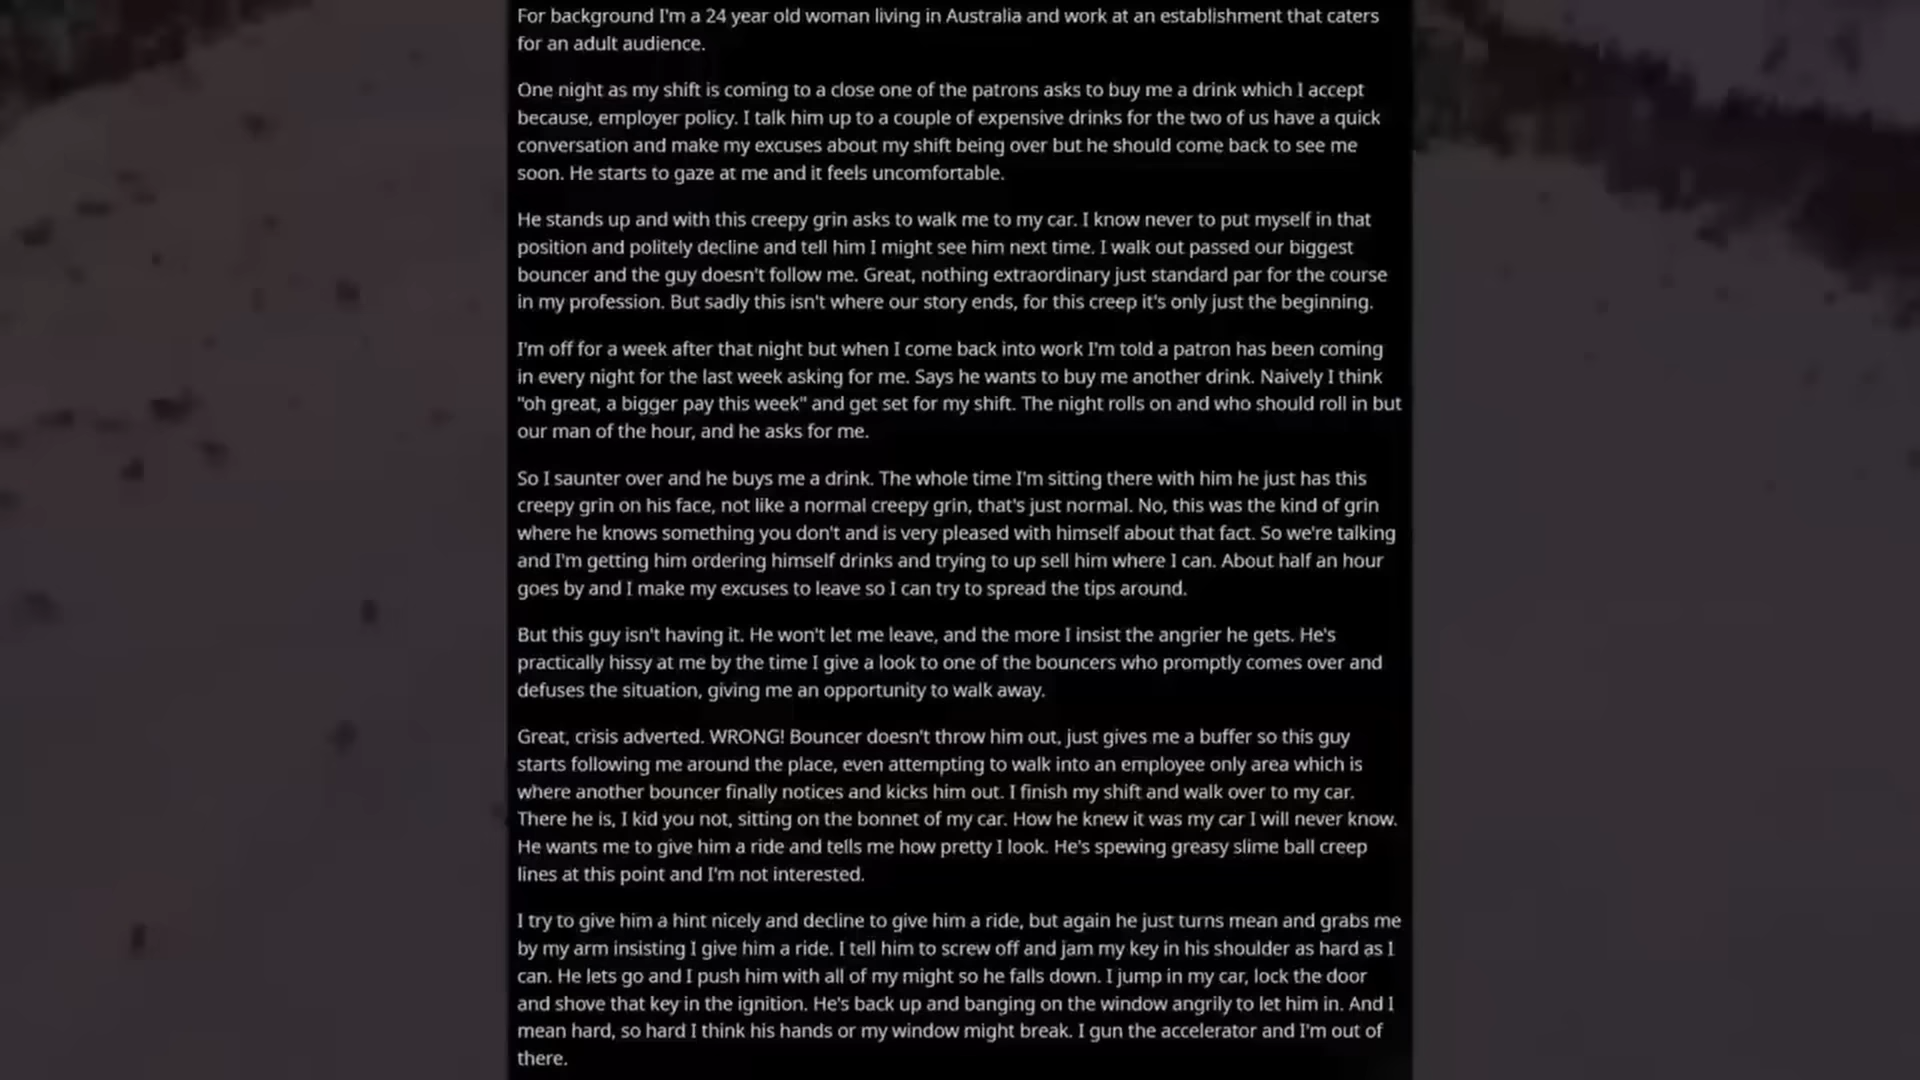 For background I'm a 24 year old woman living in Australia and work at an establishment that caters
for an adult audience.
One night as my shift is coming to a close one of the patrons asks to buy me a drink which I accept
because, employer policy. I talk him up to a couple of expensive drinks for the two of us have a quick
conversation and make my excuses about my shift being over but he should come back to see me
soon. He starts to gaze at me and it feels uncomfortable.
He stands up and with this creepy grin asks to walk me to my car. I know never to put myself in that
position and politely decline and tell him I might see him next time. I walk out passed our biggest
bouncer and the guy doesn't follow me. Great, nothing extraordinary just standard par for the course
in my profession. But sadly this isn't where our story ends, for this creep it's only just the beginning.
I'm off for a week after that night but when I come back into work I'm told a patron has been coming
in every night for the last week asking for me. Says he wants to buy me another drink. Naively I think
"oh great, a bigger pay this week" and get set for my shift. The night rolls on and who should roll in but
our man of the hour, and he asks for me.
So I saunter over and he buys me a drink. The whole time I'm sitting there with him he just has this
creepy grin on his face, not like a normal creepy grin, that's just normal. No, this was the kind of grin
where he knows something you don't and is very pleased with himself about that fact. So we're talking
and I'm getting him ordering himself drinks and trying to up sell him where I can. About half an hour
goes by and I make my excuses to leave so I can try to spread the tips around.
But this guy isn't having it. He won't let me leave, and the more I insist the angrier he gets. He's
practically hissy at me by the time I give a look to one of the bouncers who promptly comes over and
defuses the situation, giving me an opportunity to walk away.
Great, crisis adverted. WRONG! Bouncer doesn't throw him out, just gives me a buffer so this guy
starts following me around the place, even attempting to walk into an employee only area which is
where another bouncer finally notices and kicks him out. I finish my shift and walk over to my car.
There he is, I kid you not, sitting on the bonnet of my car. How he knew it was my car I will never know.
He wants me to give him a ride and tells me how pretty I look. He's spewing greasy slime ball creep
lines at this point and I'm not interested.
I try to give him a hint nicely and decline to give him a ride, but again he just turns mean and grabs me
by my arm insisting I give him a ride. I tell him to screw off and jam my key in his shoulder as hard as I
can. He lets go and I push him with all of my might so he falls down. I jump in my car, lock the door
and shove that key in the ignition. He's back up and banging on the window angrily to let him in. And I
mean hard, so hard I think his hands or my window might break. I gun the accelerator and I'm out of
there.